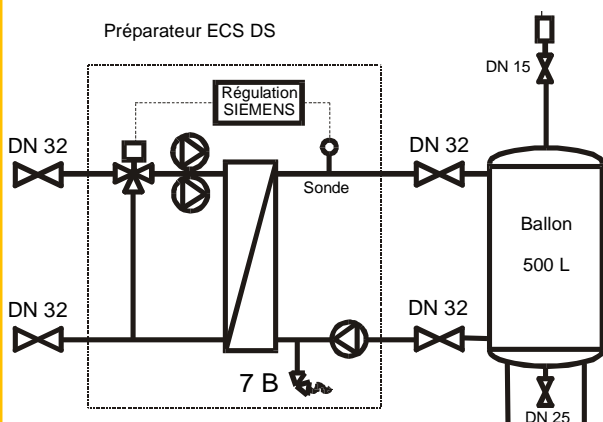 Préparateur ECS DS
DN 15
Régulation
SIEMENS
DN 32
DN 32
Sonde
Ballon
500 L
DN 32
DN 32
7 B
DN 25